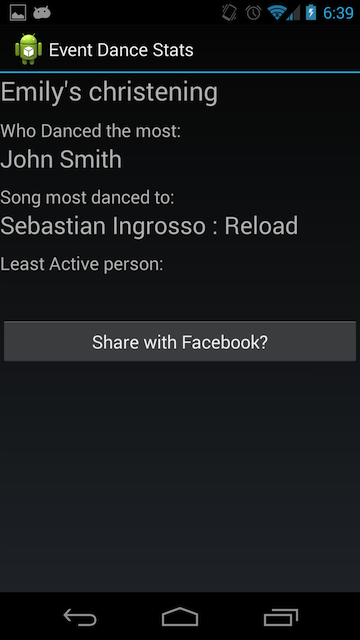 6:39
Event Dance Stats
Emily's christening
Who Danced the most:
John Smith
Song most danced to:
Sebastian Ingrosso : Reload
Least Active person:
Share with Facebook?